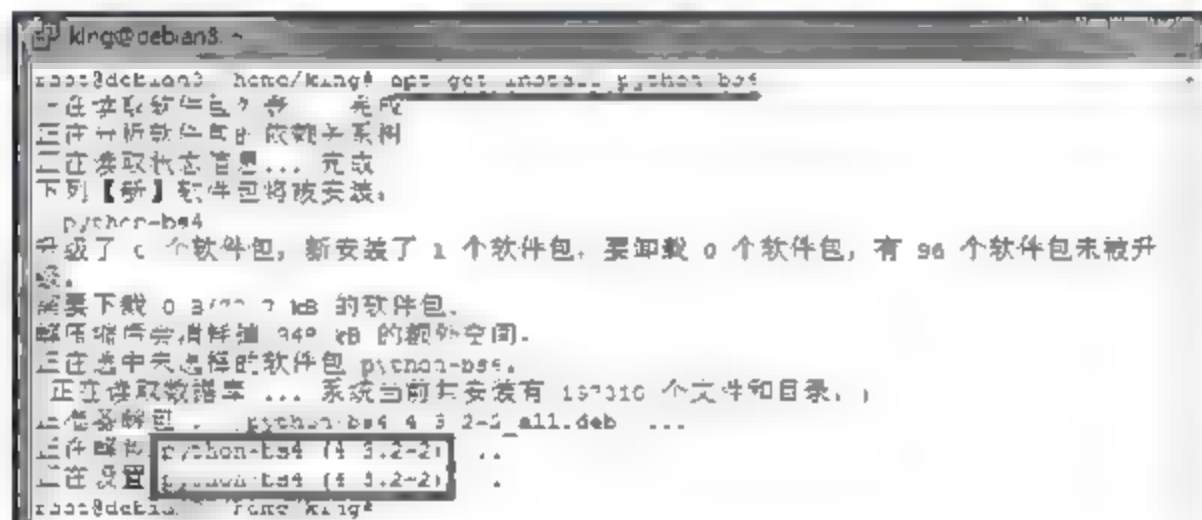 king@debian8: ~
root@debian8:/home/king# apt-get install python-bs4
正在读取软件包列表... 完成
正在分析软件包的依赖关系树
正在读取状态信息... 完成
下列【新】软件包将被安装：
python-bs4
升级了 0 个软件包，新安装了 1 个软件包，要卸载 0 个软件包，有 96 个软件包未被升
级。
需要下载 0 B/ kB 的软件包。
解压缩后会消耗掉 kB 的额外空间。
正在选中未选择的软件包 python-bs4。
正在读取数据库 ... 系统当前共安装有 个文件和目录。)
正准备解包 python-bs4_4.3.2-2_all.deb ...
正在解包 python-bs4 (4.3.2-2) ...
正在设置 python-bs4 (4.3.2-2) ...
root@debian8:/home/king#